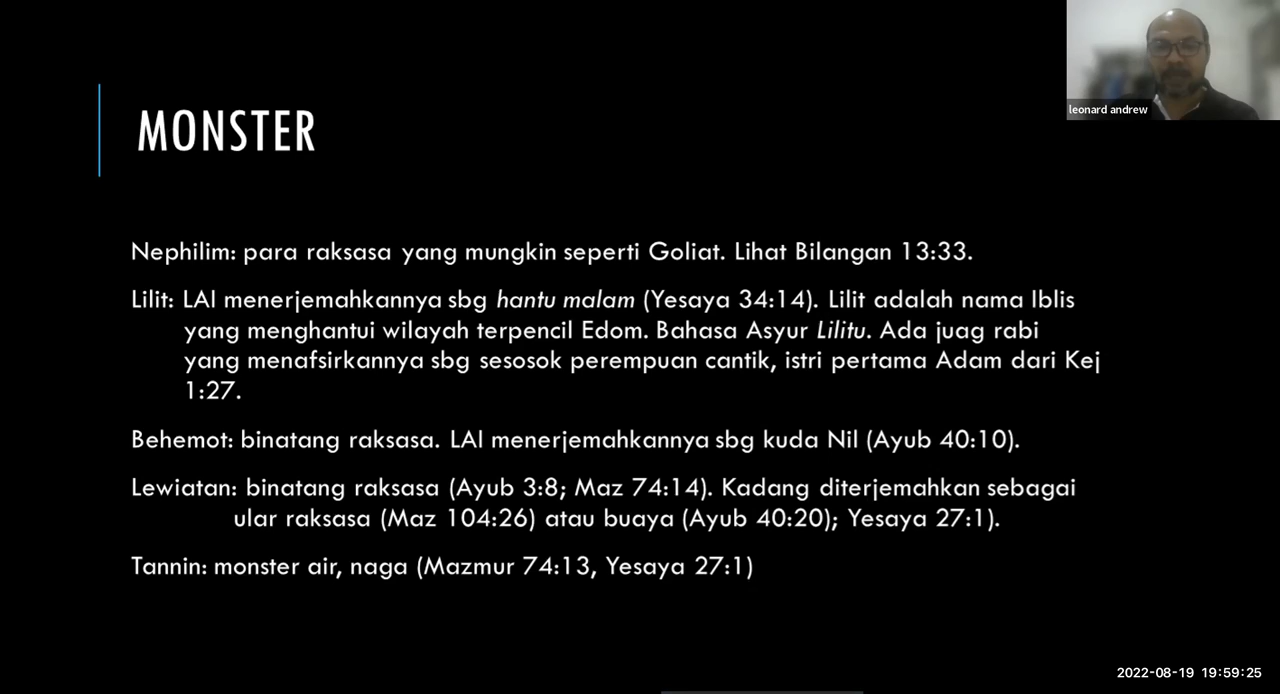 leonard andrew
MONSTER
Nephilim: para raksasa yang mungkin seperti Goliat. Lihat Bilangan 13:33.
Lilit: LAI menerjemahkannya sbg hantu malam (Yesaya 34:14). Lilit adalah nama Iblis
yang menghantui wilayah terpencil Edom. Bahasa Asyur Lilitu. Ada juag rabi
yang menafsirkannya sbg sesosok perempuan cantik, istri pertama Adam dari Kej
1:27.
Behemot: binatang raksasa. LAI menerjemahkannya sbg kuda Nil (Ayub 40:10).
Lewiatan: binatang raksasa (Ayub 3:8; Maz 74:14). Kadang diterjemahkan sebagai
ular raksasa (Maz 104:26) atau buaya (Ayub 40:20); Yesaya 27:1).
Tannin: monster air, naga (Mazmur 74:13, Yesaya 27:1)
2022-08-19 19:59:25